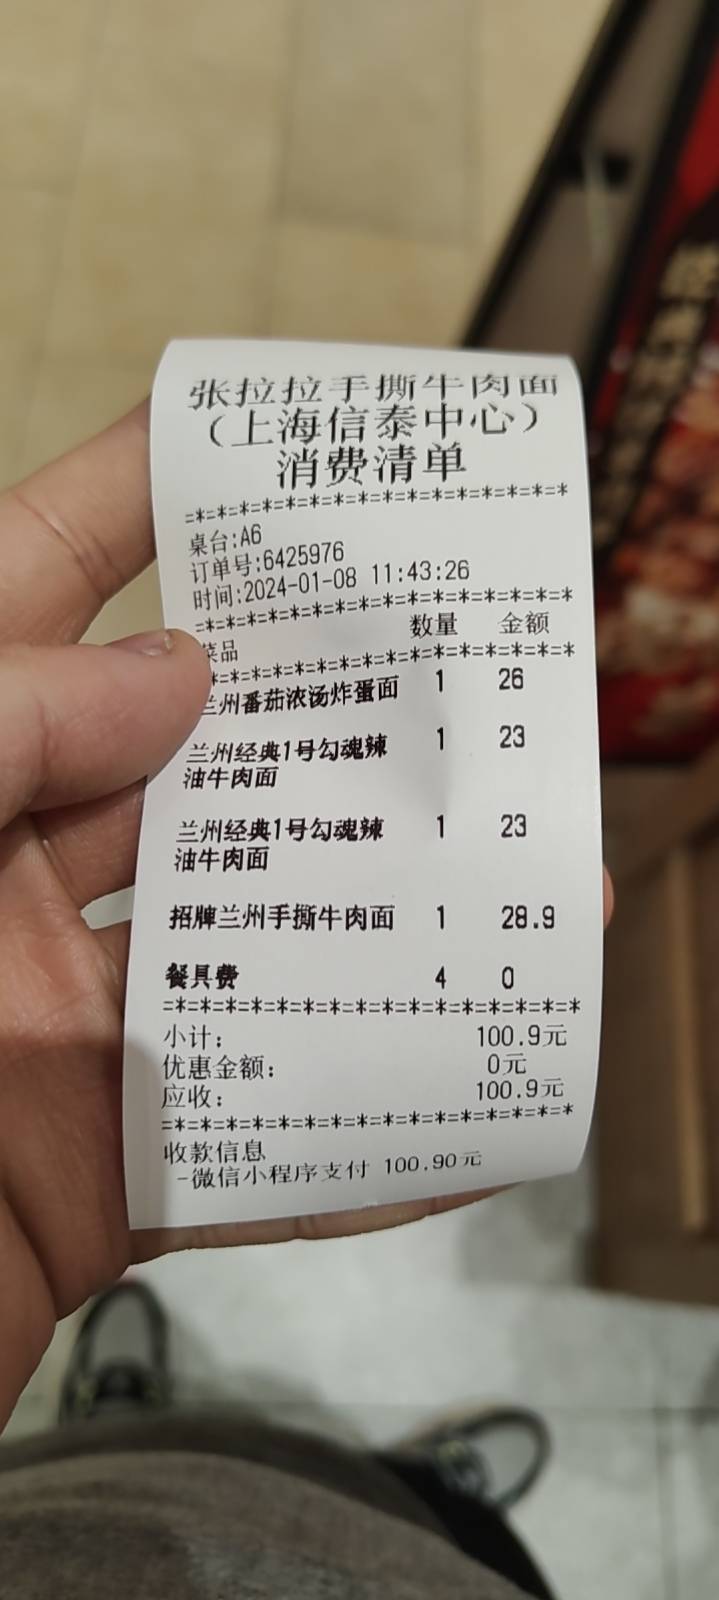 张拉拉手撕牛肉面
（上海信泰中心）
消费清单
=*=*=*=*=*=*=*=*=*=*=*=*=*=*=*=*
桌台:A6
订单号:6425976
时间:2024-01-08 11:43:26
=*=*=*=*=*=*=*=*=*=*=*=*=*=*=*=*
菜品 数量 金额
=*=*=*=*=*=*=*=*=*=*=*=*=*=*=*
兰州番茄浓汤炸蛋面 1 26
兰州经典1号勾魂辣 1 23
油牛肉面
兰州经典1号勾魂辣 1 23
油牛肉面
招牌兰州手撕牛肉面 1 28.9
餐具费 4 0
=*=*=*=*=*=*=*=*=*=*=*=*=*=*=*=*=*
小计: 100.9元
优惠金额: 0元
应收: 100.9元
=*=*=*=*=*=*=*=*=*=*=*=*=*=*=*=*=*
收款信息
-微信小程序支付 100.90元